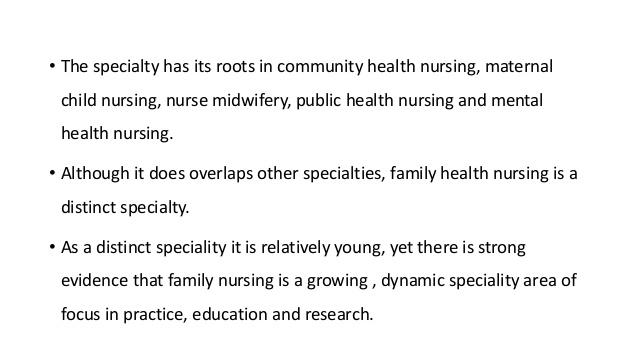 • The specialty has its roots in community health nursing, maternal
child nursing, nurse midwifery, public health nursing and mental
health nursing.
• Although it does overlaps other specialties, family health nursing is a
distinct specialty.
• As a distinct speciality it is relatively young, yet there is strong
evidence that family nursing is a growing , dynamic speciality area of
focus in practice, education and research.